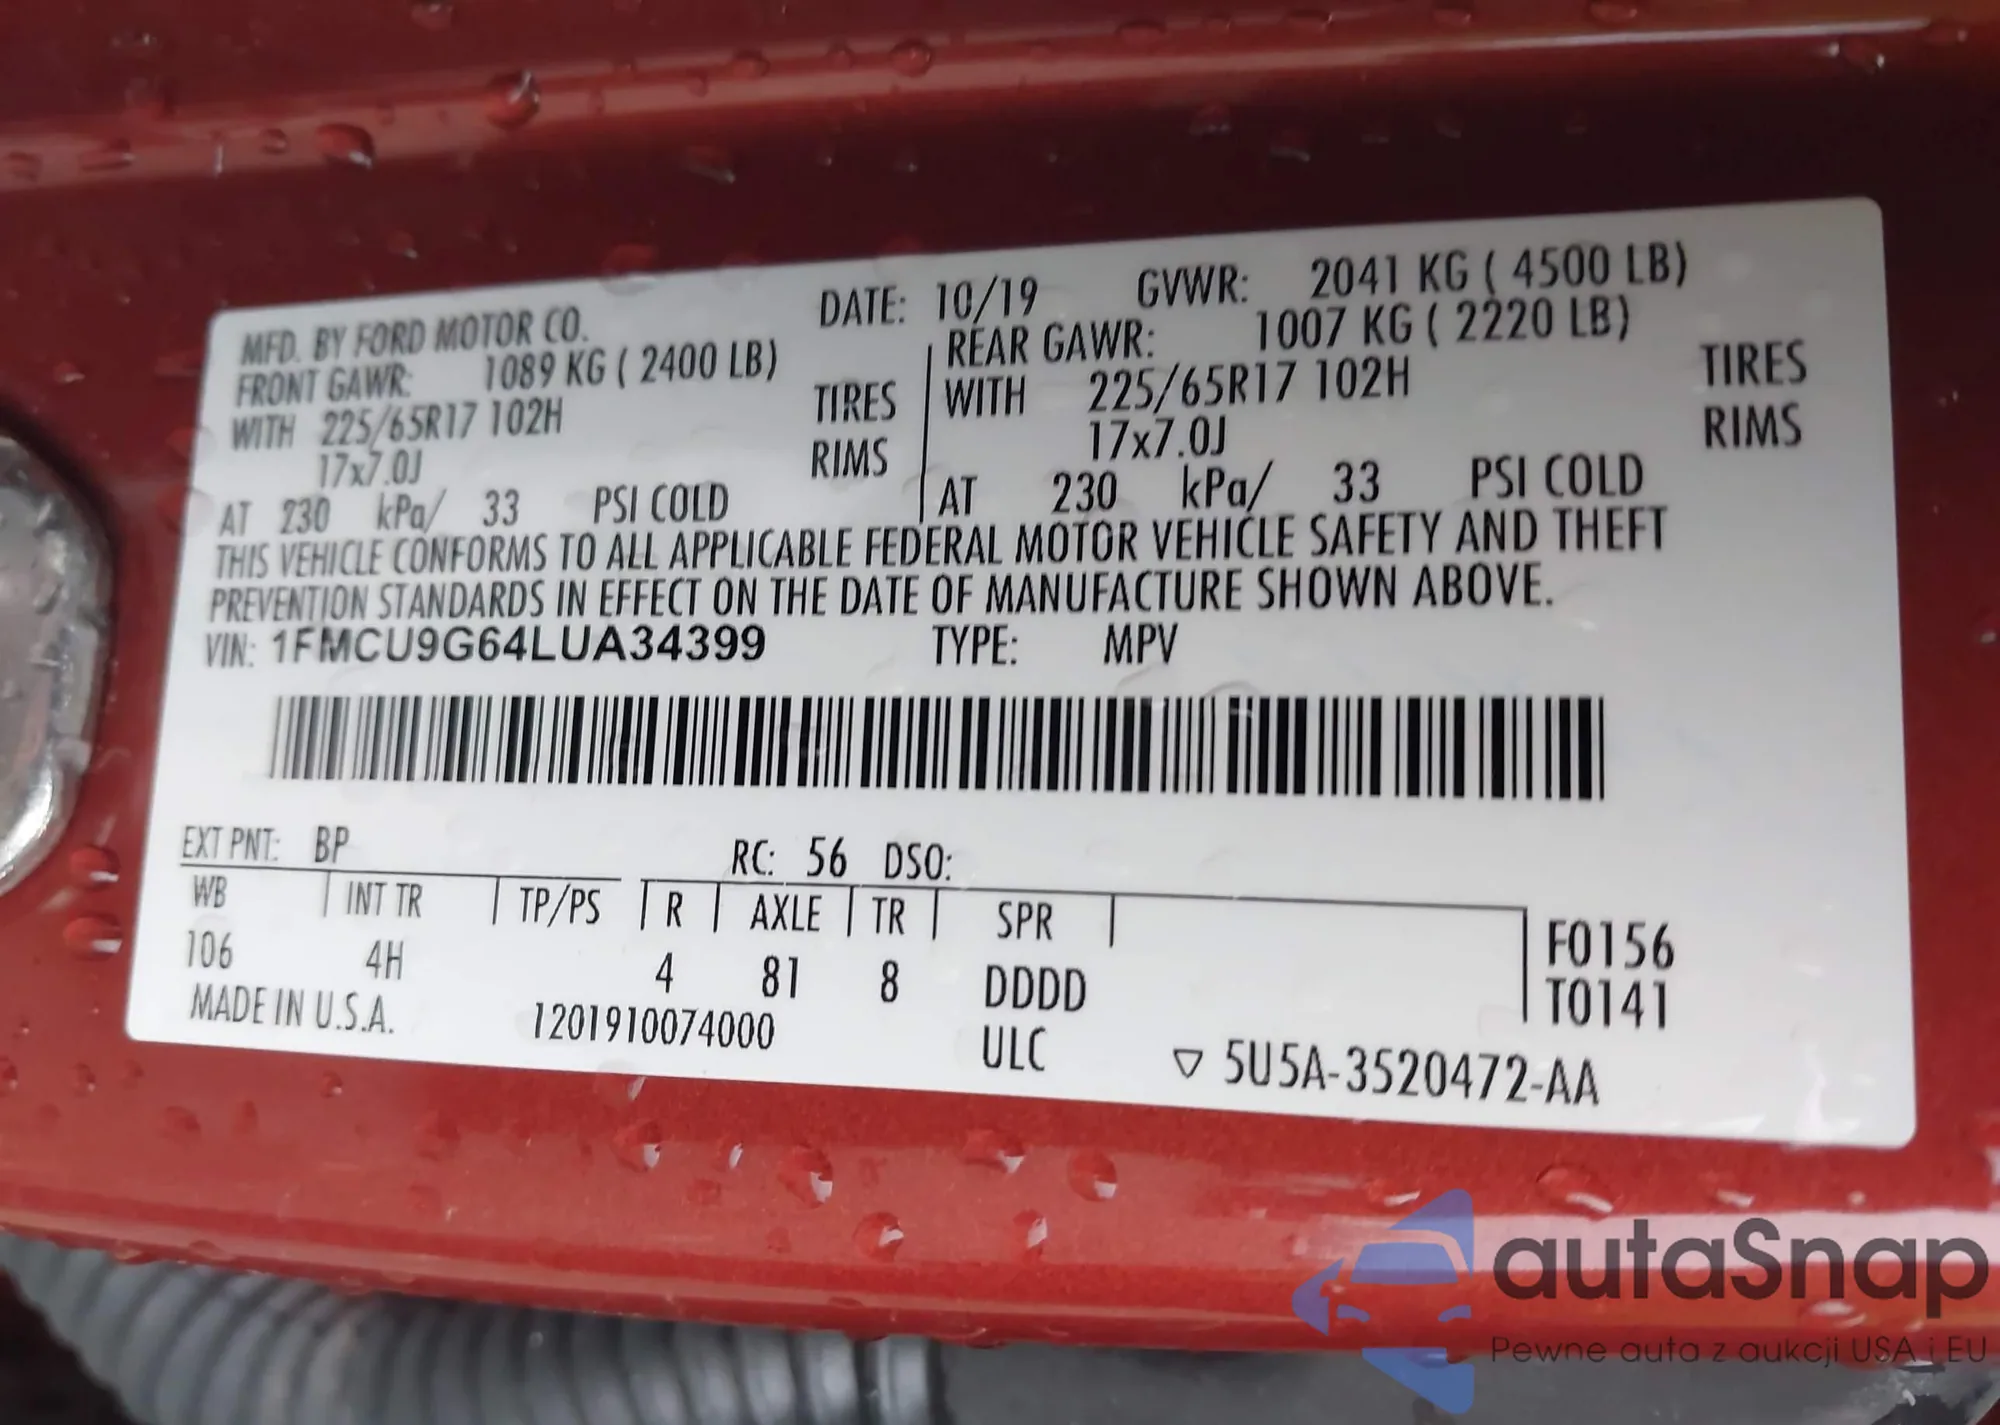 MFD. BY FORD MOTOR CO. DATE: 10/19 GVWR: 2041 KG ( 4500 LB)
FRONT GAWR: 1089 KG ( 2400 LB) REAR GAWR: 1007 KG ( 2220 LB)
WITH 225/65R17 102H TIRES WITH 225/65R17 102H TIRES
17x7.0J RIMS 17x7.0J RIMS
AT 230 kPa/ 33 PSI COLD AT 230 kPa/ 33 PSI COLD
THIS VEHICLE CONFORMS TO ALL APPLICABLE FEDERAL MOTOR VEHICLE SAFETY AND THEFT
PREVENTION STANDARDS IN EFFECT ON THE DATE OF MANUFACTURE SHOWN ABOVE.
VIN: 1FMCU9G64LUA34399 TYPE: MPV
EXT PNT: BP RC: 56 DSO:
WB INT TR TP/PS R AXLE TR SPR F0156
106 4H 4 81 8 DDDD T0141
MADE IN U.S.A. 1201910074000 ULC ▽ 5U5A-3520472-AA
autaSnap
Pewne auta z aukcji USA i EU